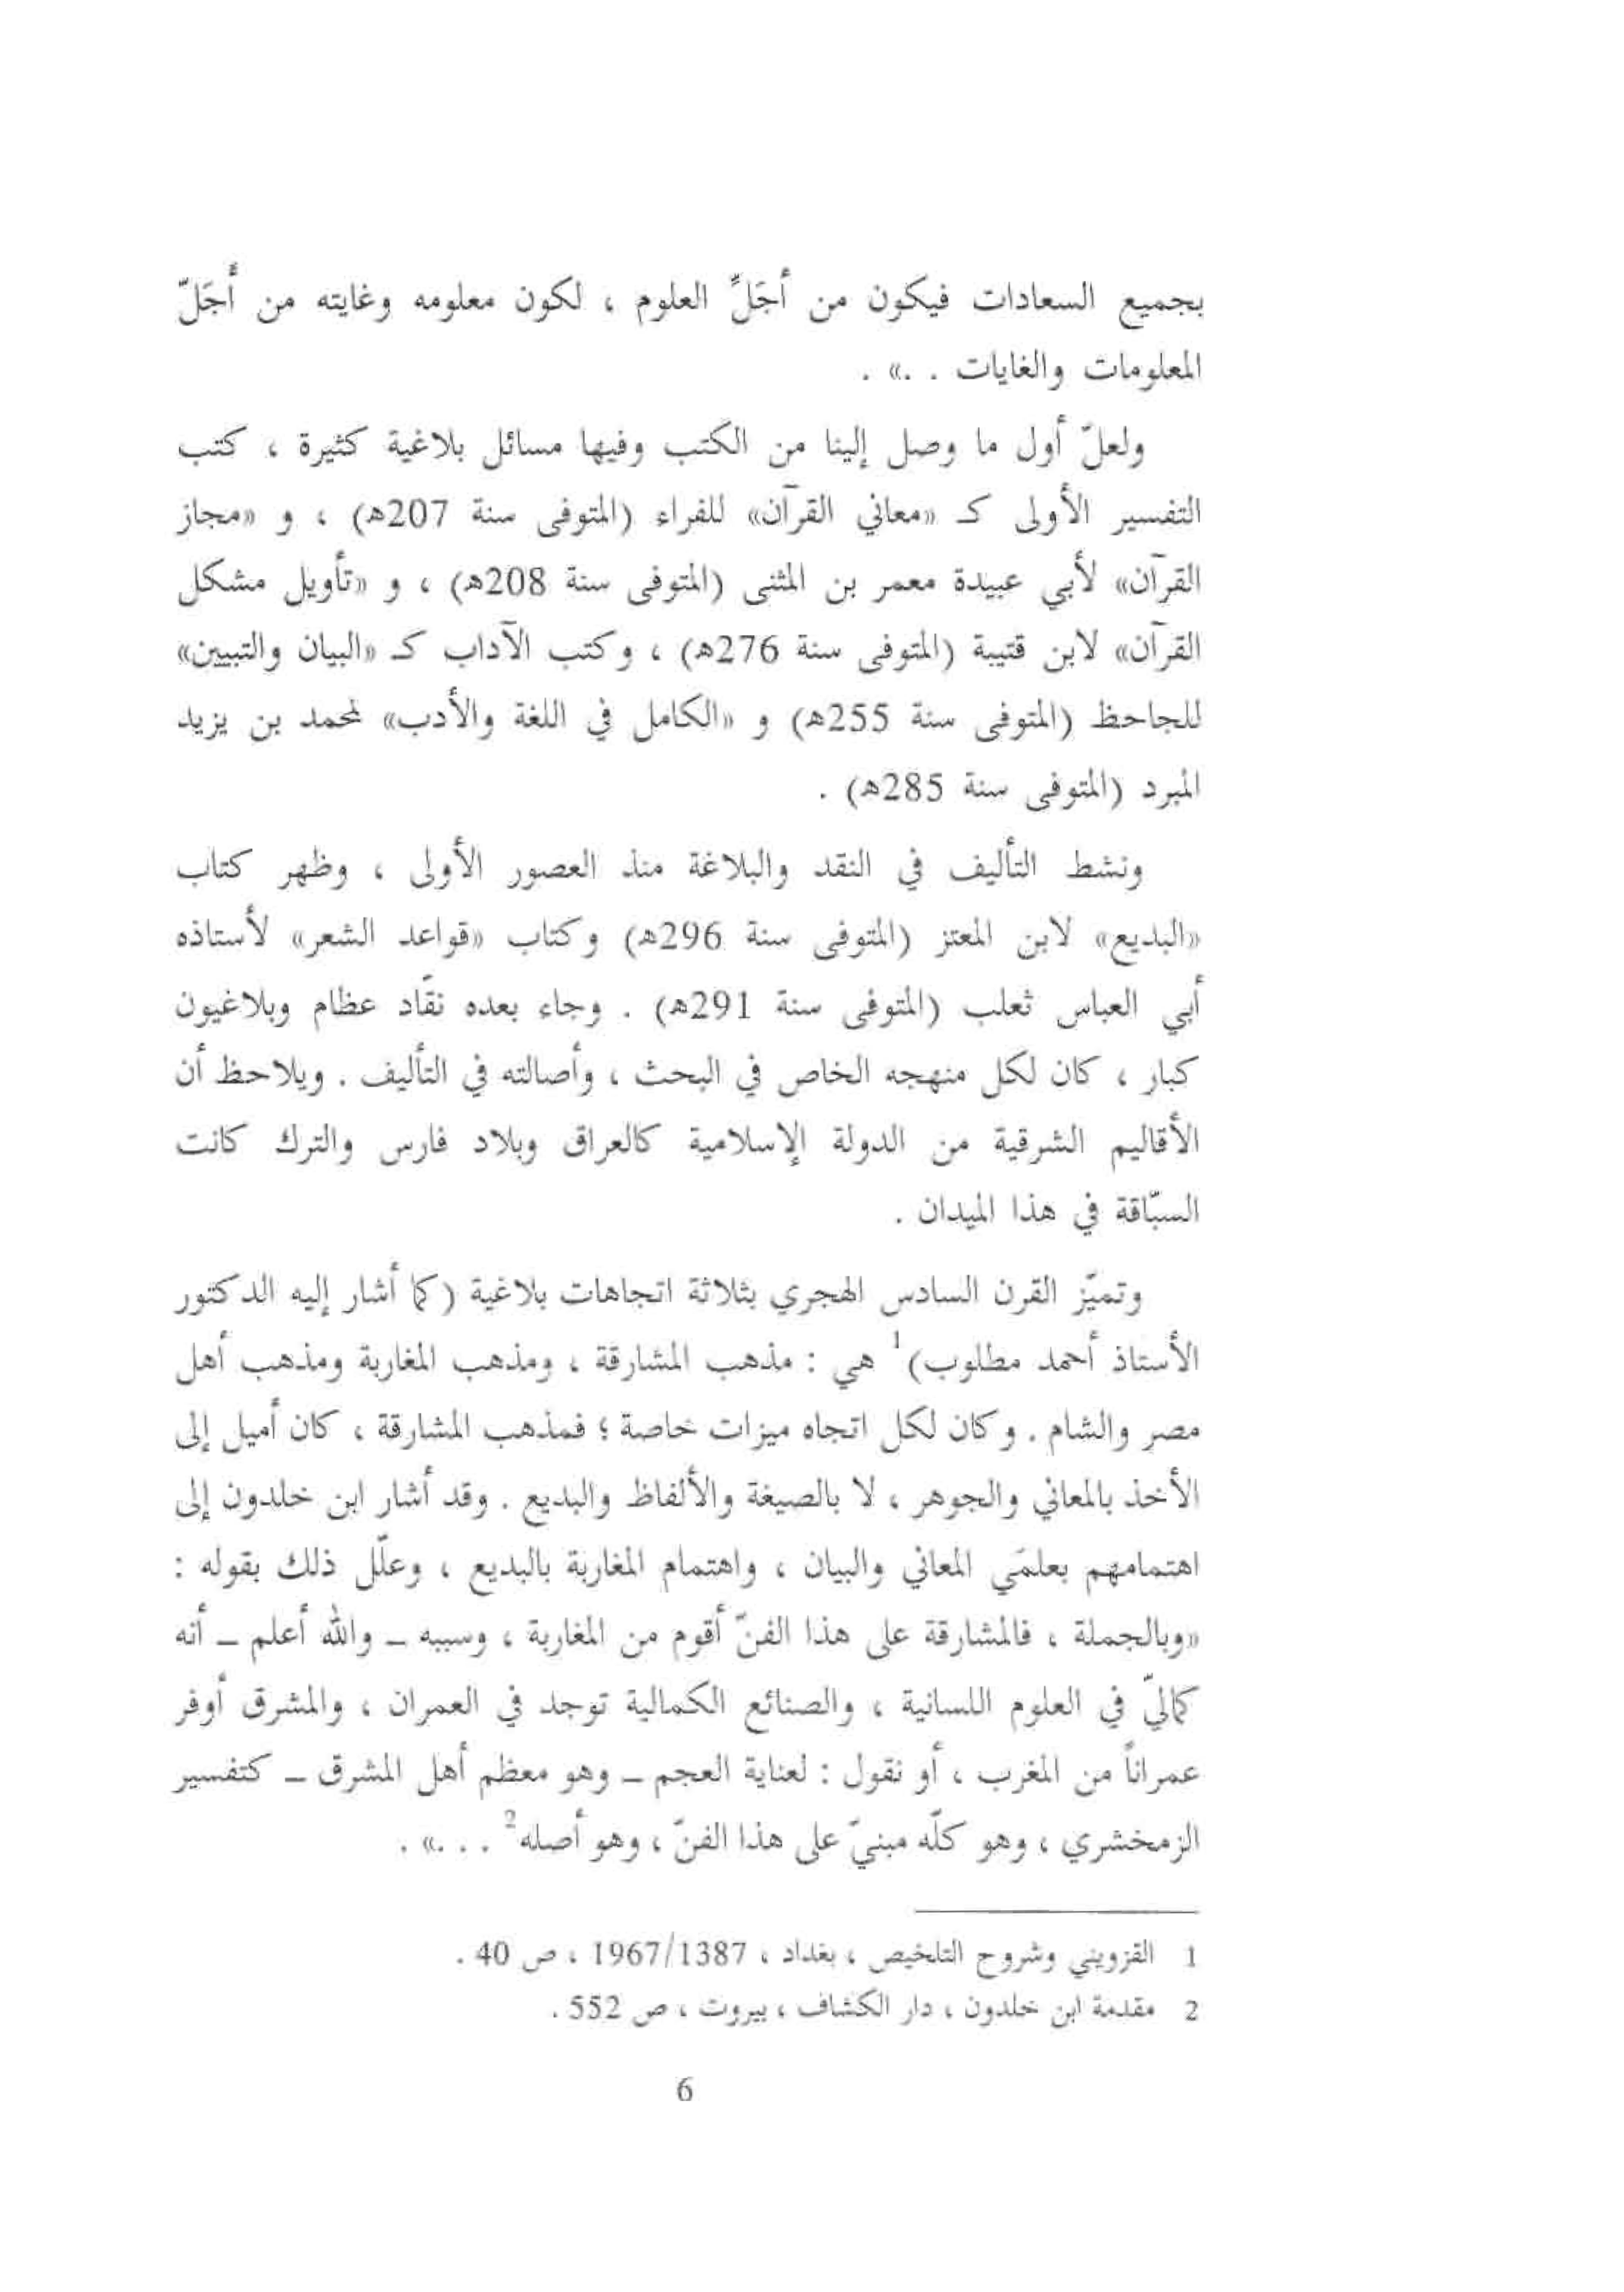 بجميع السعادات فيكون من أجَلِّ العلوم ، لكون معلومه وغايته من أَجَلّ
المعلومات والغايات . .» .
ولعلّ أول ما وصل إلينا من الكتب وفيها مسائل بلاغية كثيرة ، كتب
التفسير الأولى كـ «معاني القرآن» للفراء (المتوفى سنة 207هـ) ، و «مجاز
القرآن» لأبي عبيدة معمر بن المثنى (المتوفى سنة 208هـ) ، و «تأويل مشكل
القرآن» لابن قتيبة (المتوفى سنة 276هـ) ، وكتب الآداب كـ «البيان والتبيين»
للجاحظ (المتوفى سنة 255هـ) و «الكامل في اللغة والأدب» لمحمد بن يزيد
المبرد (المتوفى سنة 285هـ) .
ونشط التأليف في النقد والبلاغة منذ العصور الأولى ، وظهر كتاب
«البديع» لابن المعتز (المتوفى سنة 296هـ) وكتاب «قواعد الشعر» لأستاذه
أبي العباس ثعلب (المتوفى سنة 291هـ) . وجاء بعده نقّاد عظام وبلاغيون
كبار ، كان لكل منهجه الخاص في البحث ، وأصالته في التأليف . ويلاحظ أن
الأقاليم الشرقية من الدولة الإسلامية كالعراق وبلاد فارس والترك كانت
السبّاقة في هذا الميدان .
وتميّز القرن السادس الهجري بثلاثة اتجاهات بلاغية (كما أشار إليه الدكتور
الأستاذ أحمد مطلوب)1 هي : مذهب المشارقة ، ومذهب المغاربة ومذهب أهل
مصر والشام . وكان لكل اتجاه ميزات خاصة ؛ فمذهب المشارقة ، كان أميل إلى
الأخذ بالمعاني والجوهر ، لا بالصيغة والألفاظ والبديع . وقد أشار ابن خلدون إلى
اهتمامهم بعلمَي المعاني والبيان ، واهتمام المغاربة بالبديع ، وعلّل ذلك بقوله :
«وبالجملة ، فالمشارقة على هذا الفنّ أقوم من المغاربة ، وسببه ــ والله أعلم ــ أنه
كماليّ في العلوم اللسانية ، والصنائع الكمالية توجد في العمران ، والمشرق أوفر
عمراناً من المغرب ، أو نقول : لعناية العجم ــ وهو معظم أهل المشرق ــ كتفسير
الزمخشري ، وهو كلّه مبنيّ على هذا الفنّ ، وهو أصله2 . . .» .
1 القزويني وشروح التلخيص ، بغداد ، 1967/1387 ، ص 40 .
2 مقدمة ابن خلدون ، دار الكشاف ، بيروت ، ص 552 .
6